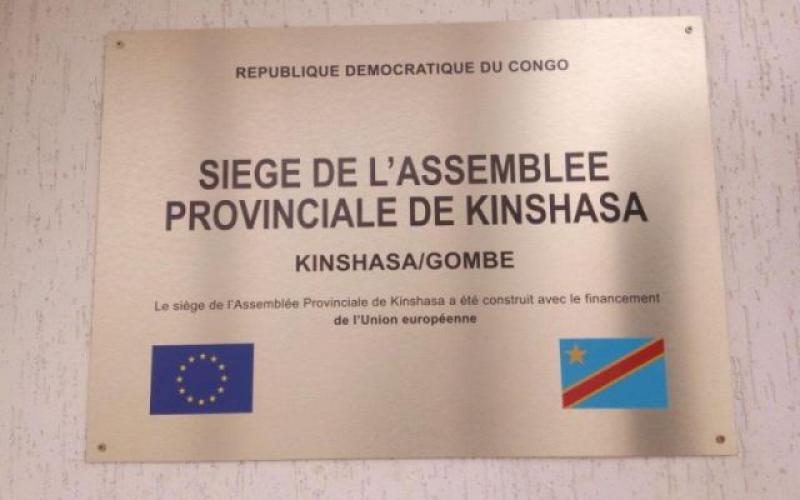 REPUBLIQUE DEMOCRATIQUE DU CONGO
SIEGE DE L'ASSEMBLEE
PROVINCIALE DE KINSHASA
KINSHASA/GOMBE
Le siège de l'Assemblée Provinciale de Kinshasa a été construit avec le financement
de l'Union européenne